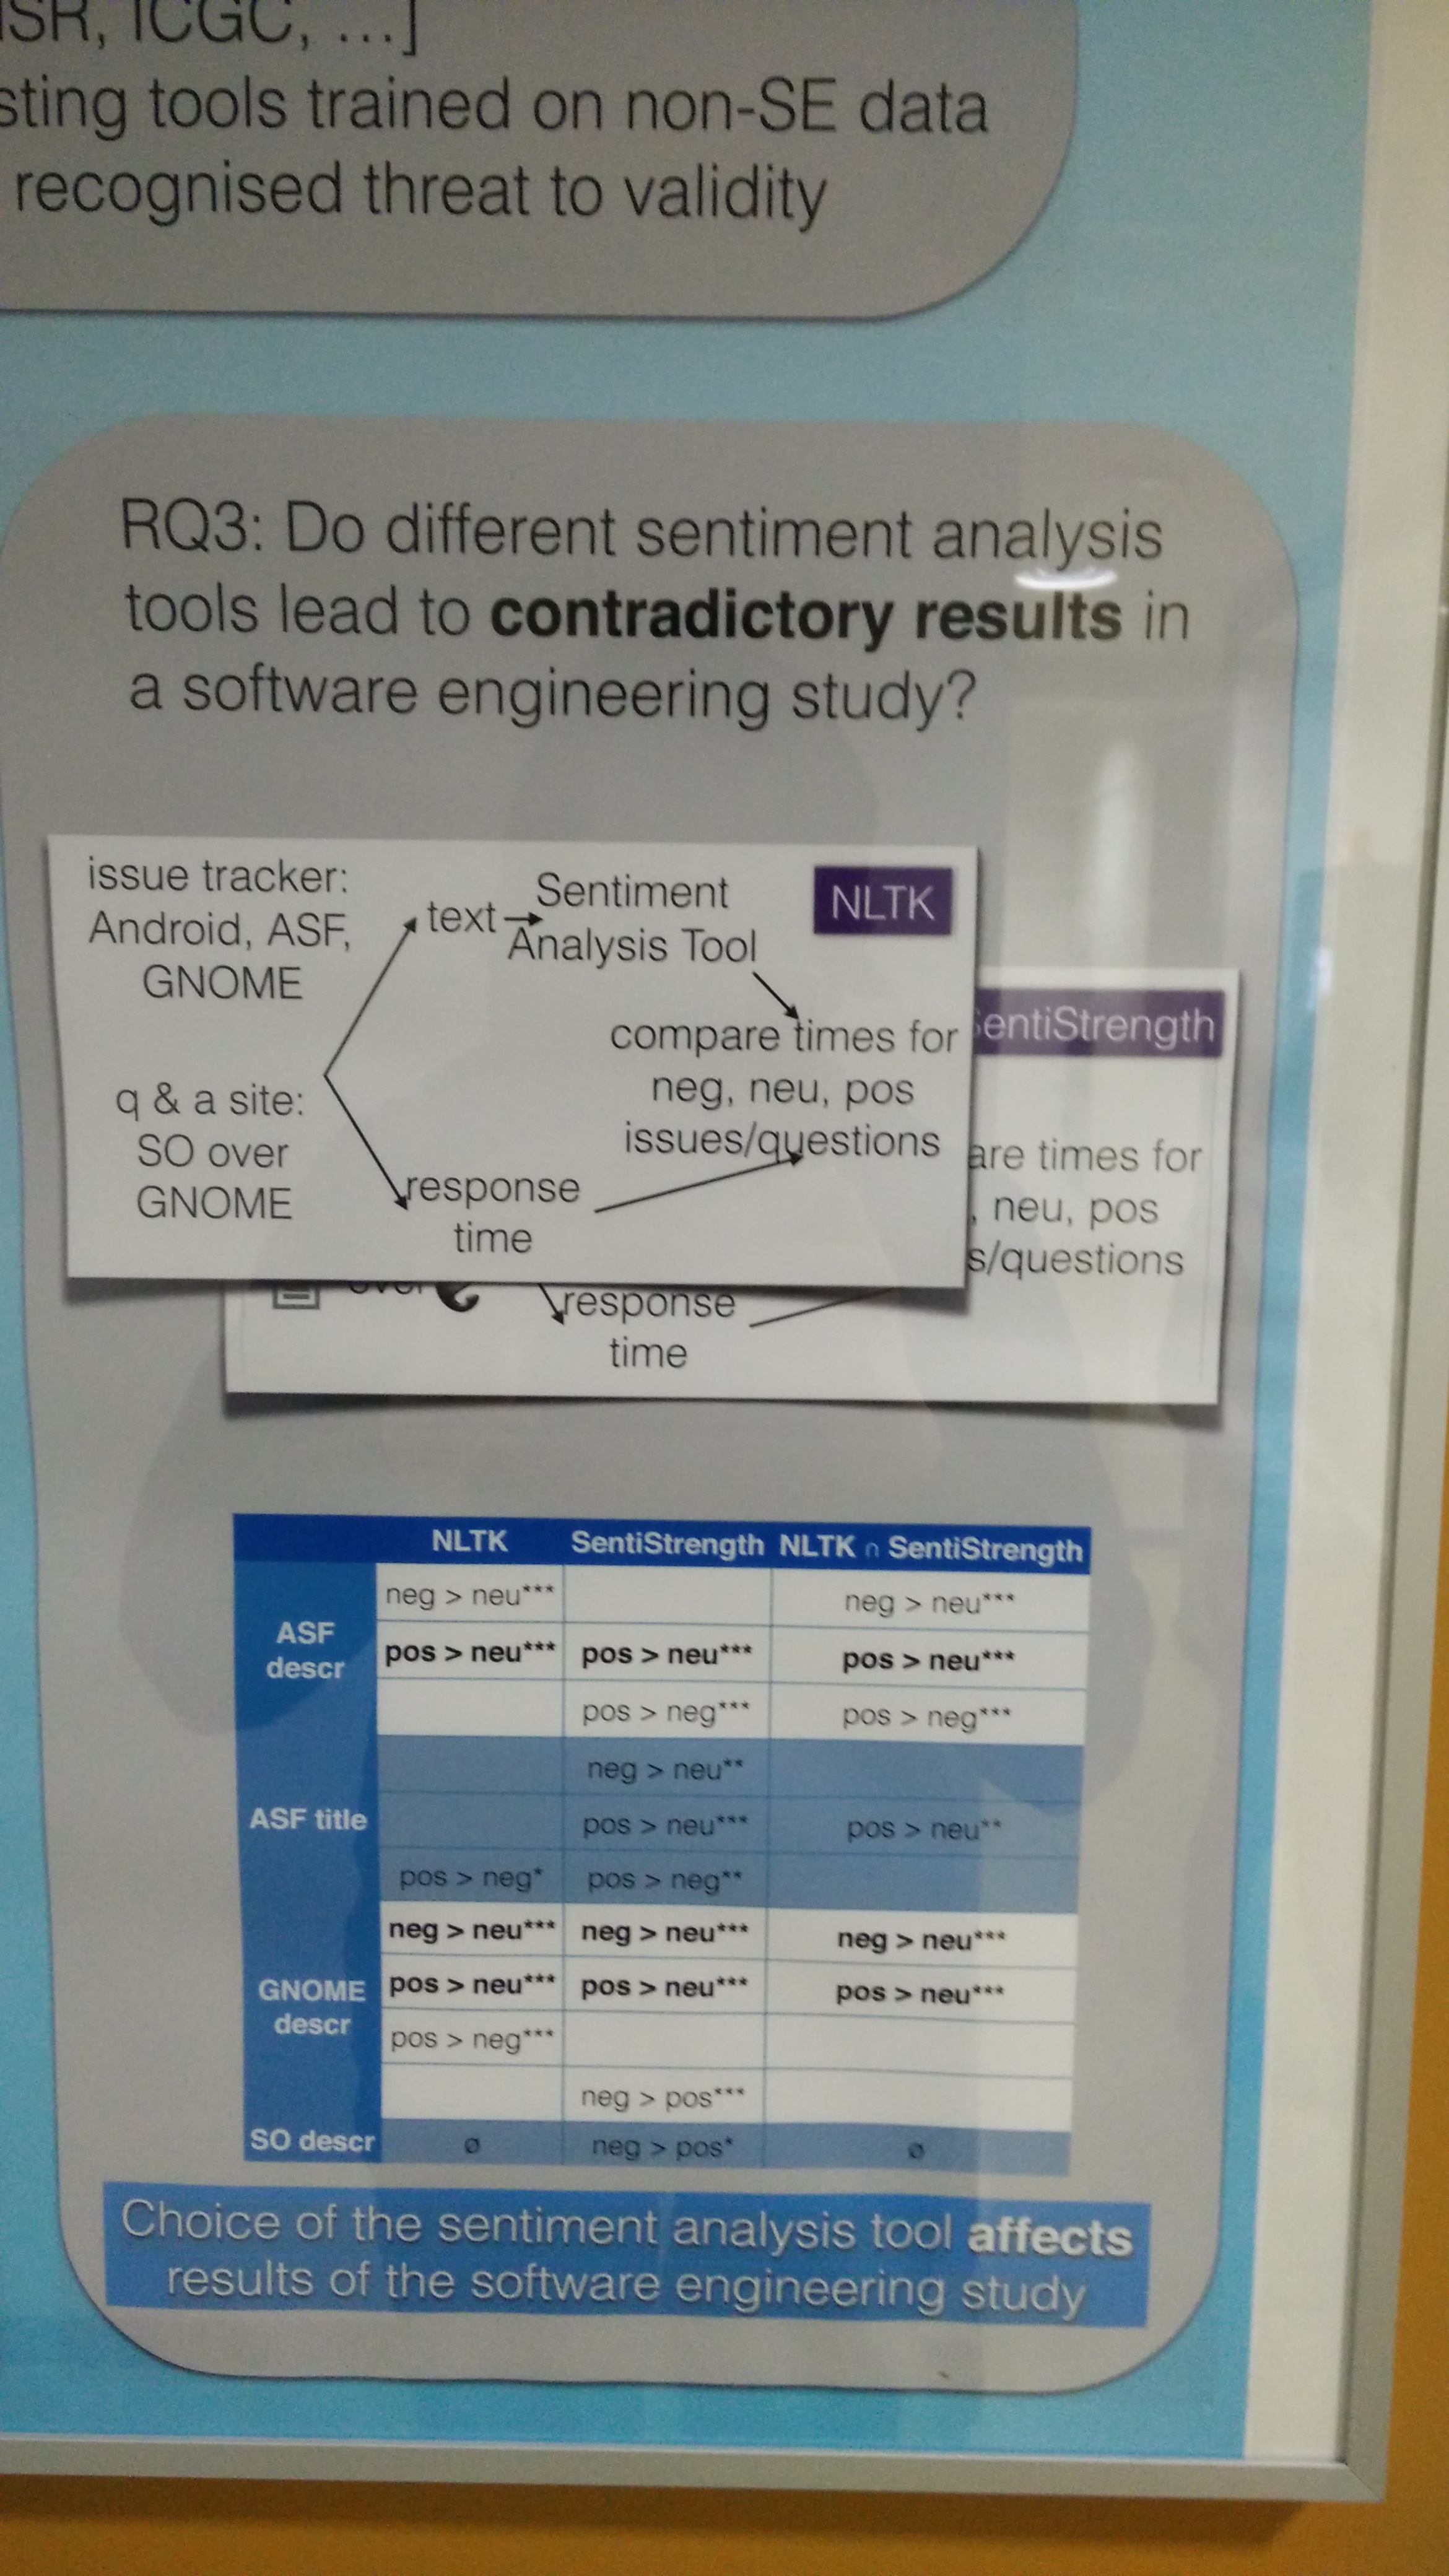 ICGC, ...]
tools trained on non-SE data
recognised threat to validity
RQ3: Do different sentiment analysis
tools lead to contradictory results in
a software engineering study?
issue tracker:
Android, ASF,
GNOME
q & a site:
SO over
GNOME
text
Sentiment
Analysis Tool
NLTK
compare times for
neg, neu, pos
issues/questions
response
time
SentiStrength
times for
, neu, pos
s/questions
over
response
time
NLTK SentiStrength NLTK ∩ SentiStrength
ASF
descr
neg > neu*** neg > neu***
pos > neu*** pos > neu*** pos > neu***
pos > neg*** pos > neg***
ASF title
neg > neu**
pos > neu*** pos > neu**
pos > neg* pos > neg**
GNOME
descr
neg > neu*** neg > neu*** neg > neu***
pos > neu*** pos > neu*** pos > neu***
pos > neg***
neg > pos***
SO descr ø neg > pos* ø
Choice of the sentiment analysis tool affects
results of the software engineering study